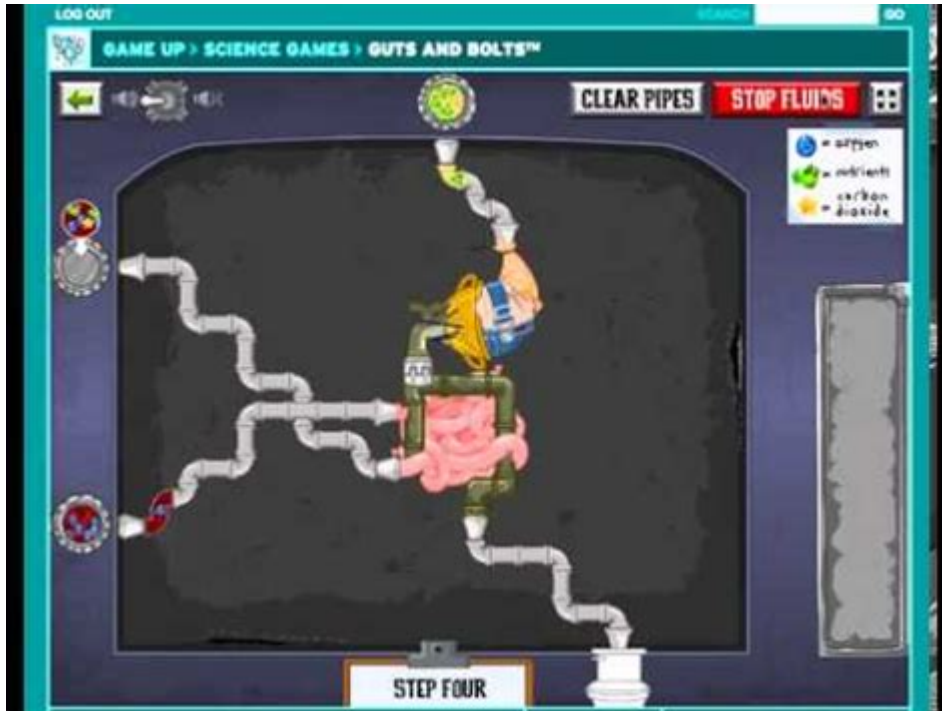 LOG OUT
SEARCH
GO
GAME UP > SCIENCE GAMES > GUTS AND BOLTS™
CLEAR PIPES
STOP FLUIDS
= oxygen
= nutrients
= carbon
dioxide
STEP FOUR